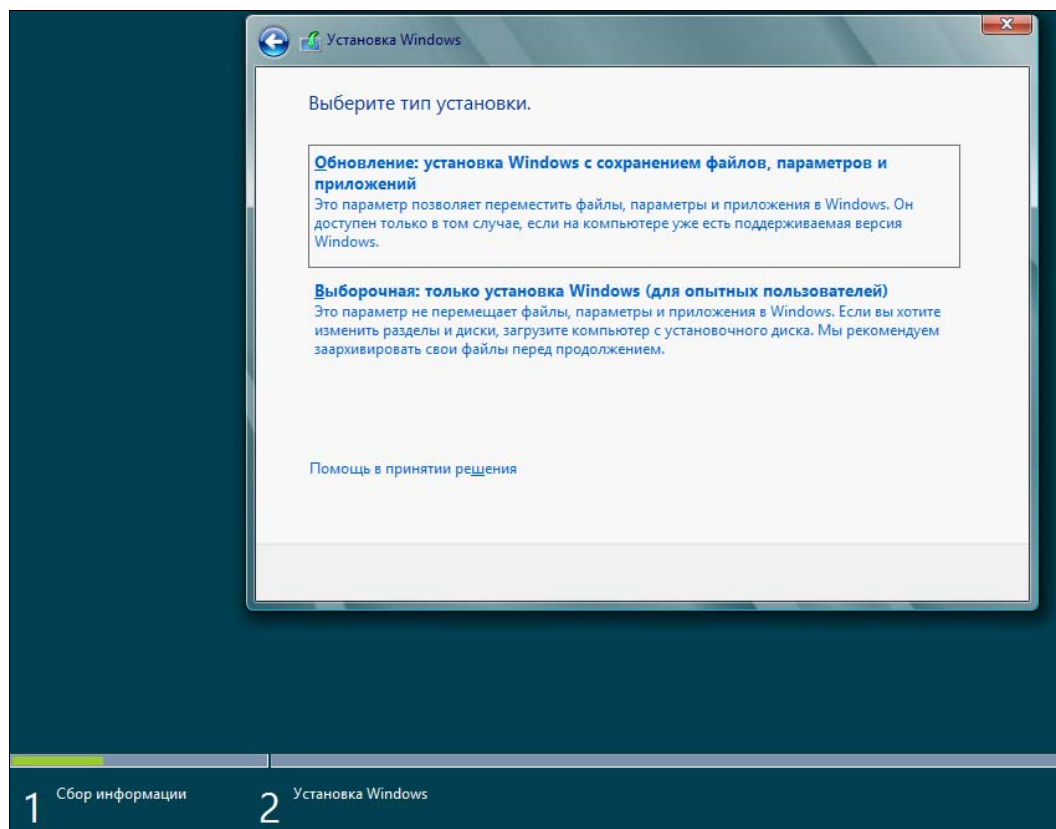 Установка Windows
Выберите тип установки.
Обновление: установка Windows с сохранением файлов, параметров и
приложений
Это параметр позволяет переместить файлы, параметры и приложения в Windows. Он
доступен только в том случае, если на компьютере уже есть поддерживаемая версия
Windows.
Выборочная: только установка Windows (для опытных пользователей)
Это параметр не перемещает файлы, параметры и приложения в Windows. Если вы хотите
изменить разделы и диски, загрузите компьютер с установочного диска. Мы рекомендуем
заархивировать свои файлы перед продолжением.
Помощь в принятии решения
1 Сбор информации
2 Установка Windows